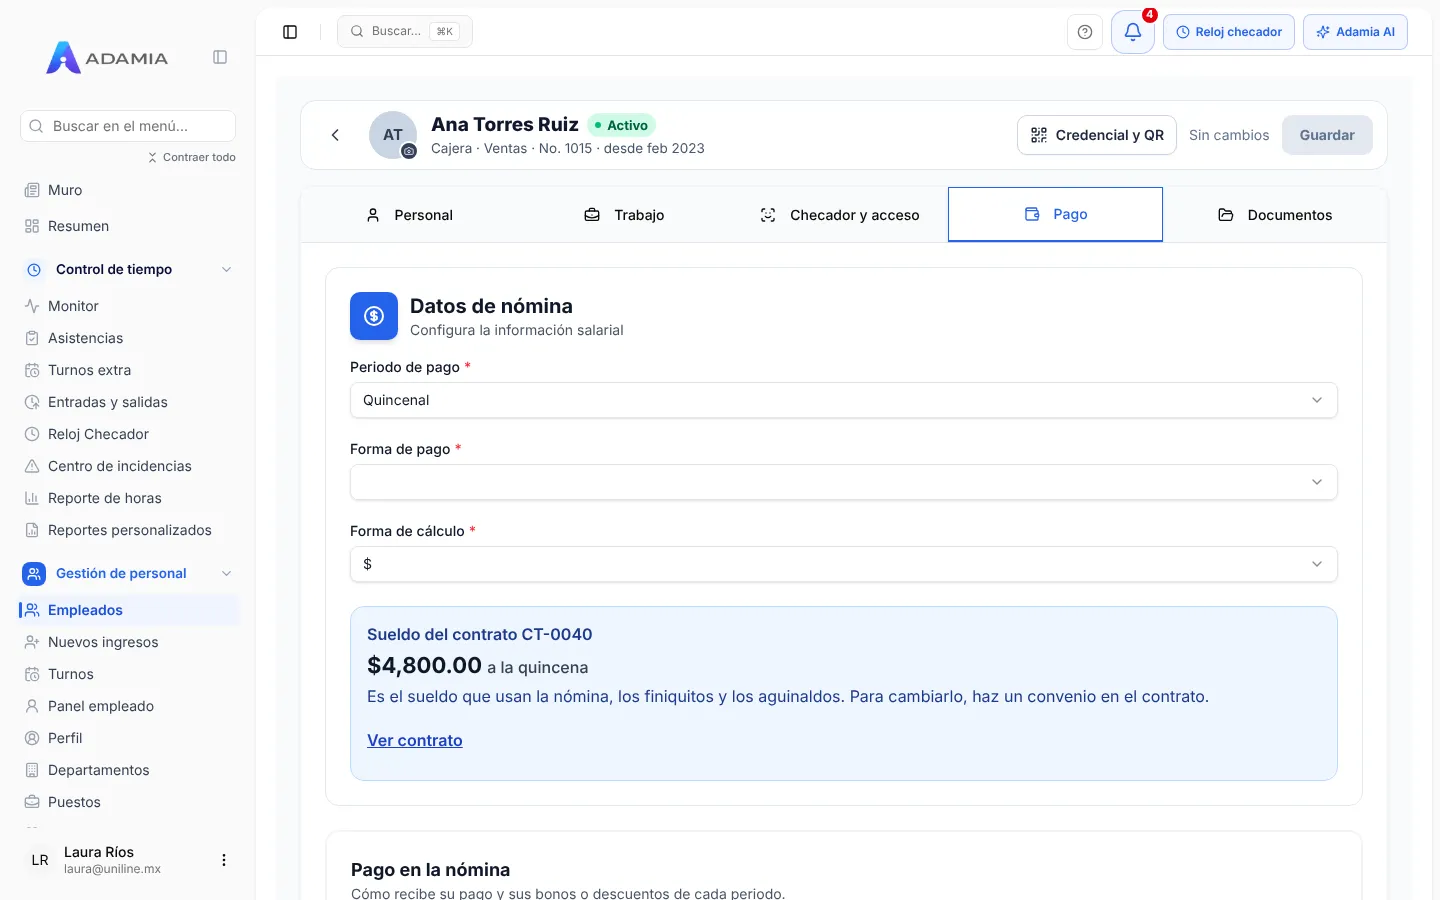 ADAMIA
Buscar en el menú...
Contraer todo
Muro
Resumen
Control de tiempo
Monitor
Asistencias
Turnos extra
Entradas y salidas
Reloj Checador
Centro de incidencias
Reporte de horas
Reportes personalizados
Gestión de personal
Empleados
Nuevos ingresos
Turnos
Panel empleado
Perfil
Departamentos
Puestos
LR
Laura Ríos
laura@uniline.mx
Buscar... ⌘K
4
Reloj checador
Adamia AI
AT
Ana Torres Ruiz
Activo
Cajera · Ventas · No. 1015 · desde feb 2023
Credencial y QR
Sin cambios
Guardar
Personal
Trabajo
Checador y acceso
Pago
Documentos
Datos de nómina
Configura la información salarial
Periodo de pago *
Quincenal
Forma de pago *
Forma de cálculo *
$
Sueldo del contrato CT-0040
$4,800.00 a la quincena
Es el sueldo que usan la nómina, los finiquitos y los aguinaldos. Para cambiarlo, haz un convenio en el contrato.
Ver contrato
Pago en la nómina
Cómo recibe su pago y sus bonos o descuentos de cada periodo.